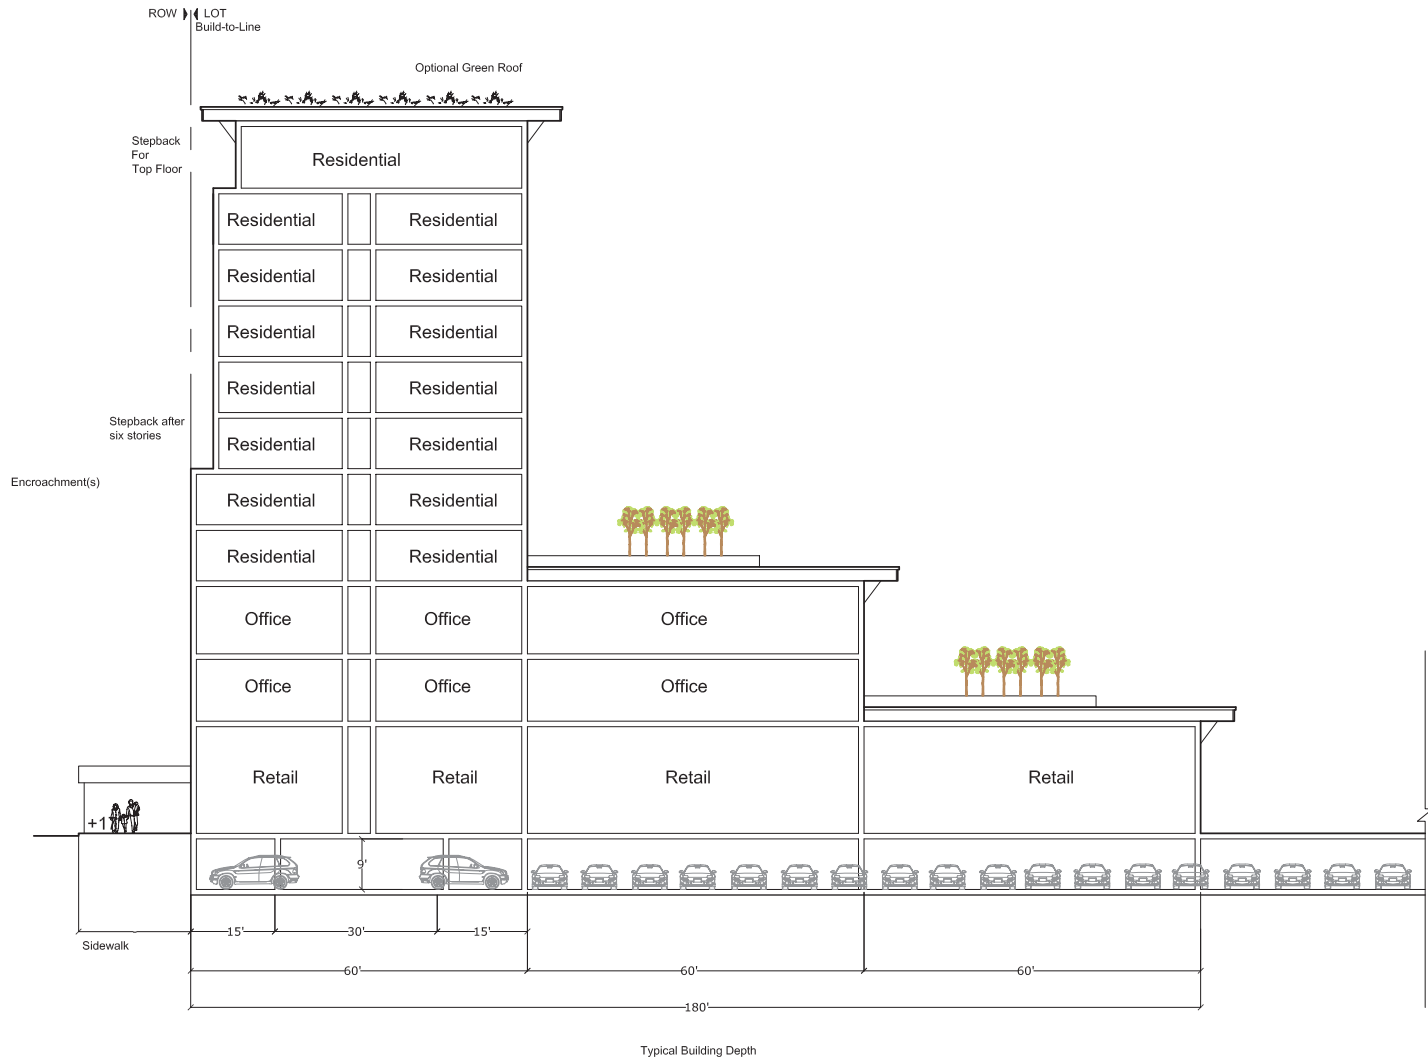 ROW LOT
Build-to-Line
Optional Green Roof
Stepback
For
Top Floor
Residential
Residential Residential
Residential Residential
Residential Residential
Residential Residential
Stepback after
six stories
Residential Residential
Encroachment(s)
Residential Residential
Residential Residential
Office Office Office
Office Office Office
Retail Retail Retail Retail
+1
9'
15' 30' 15'
Sidewalk
60' 60' 60'
180'
Typical Building Depth